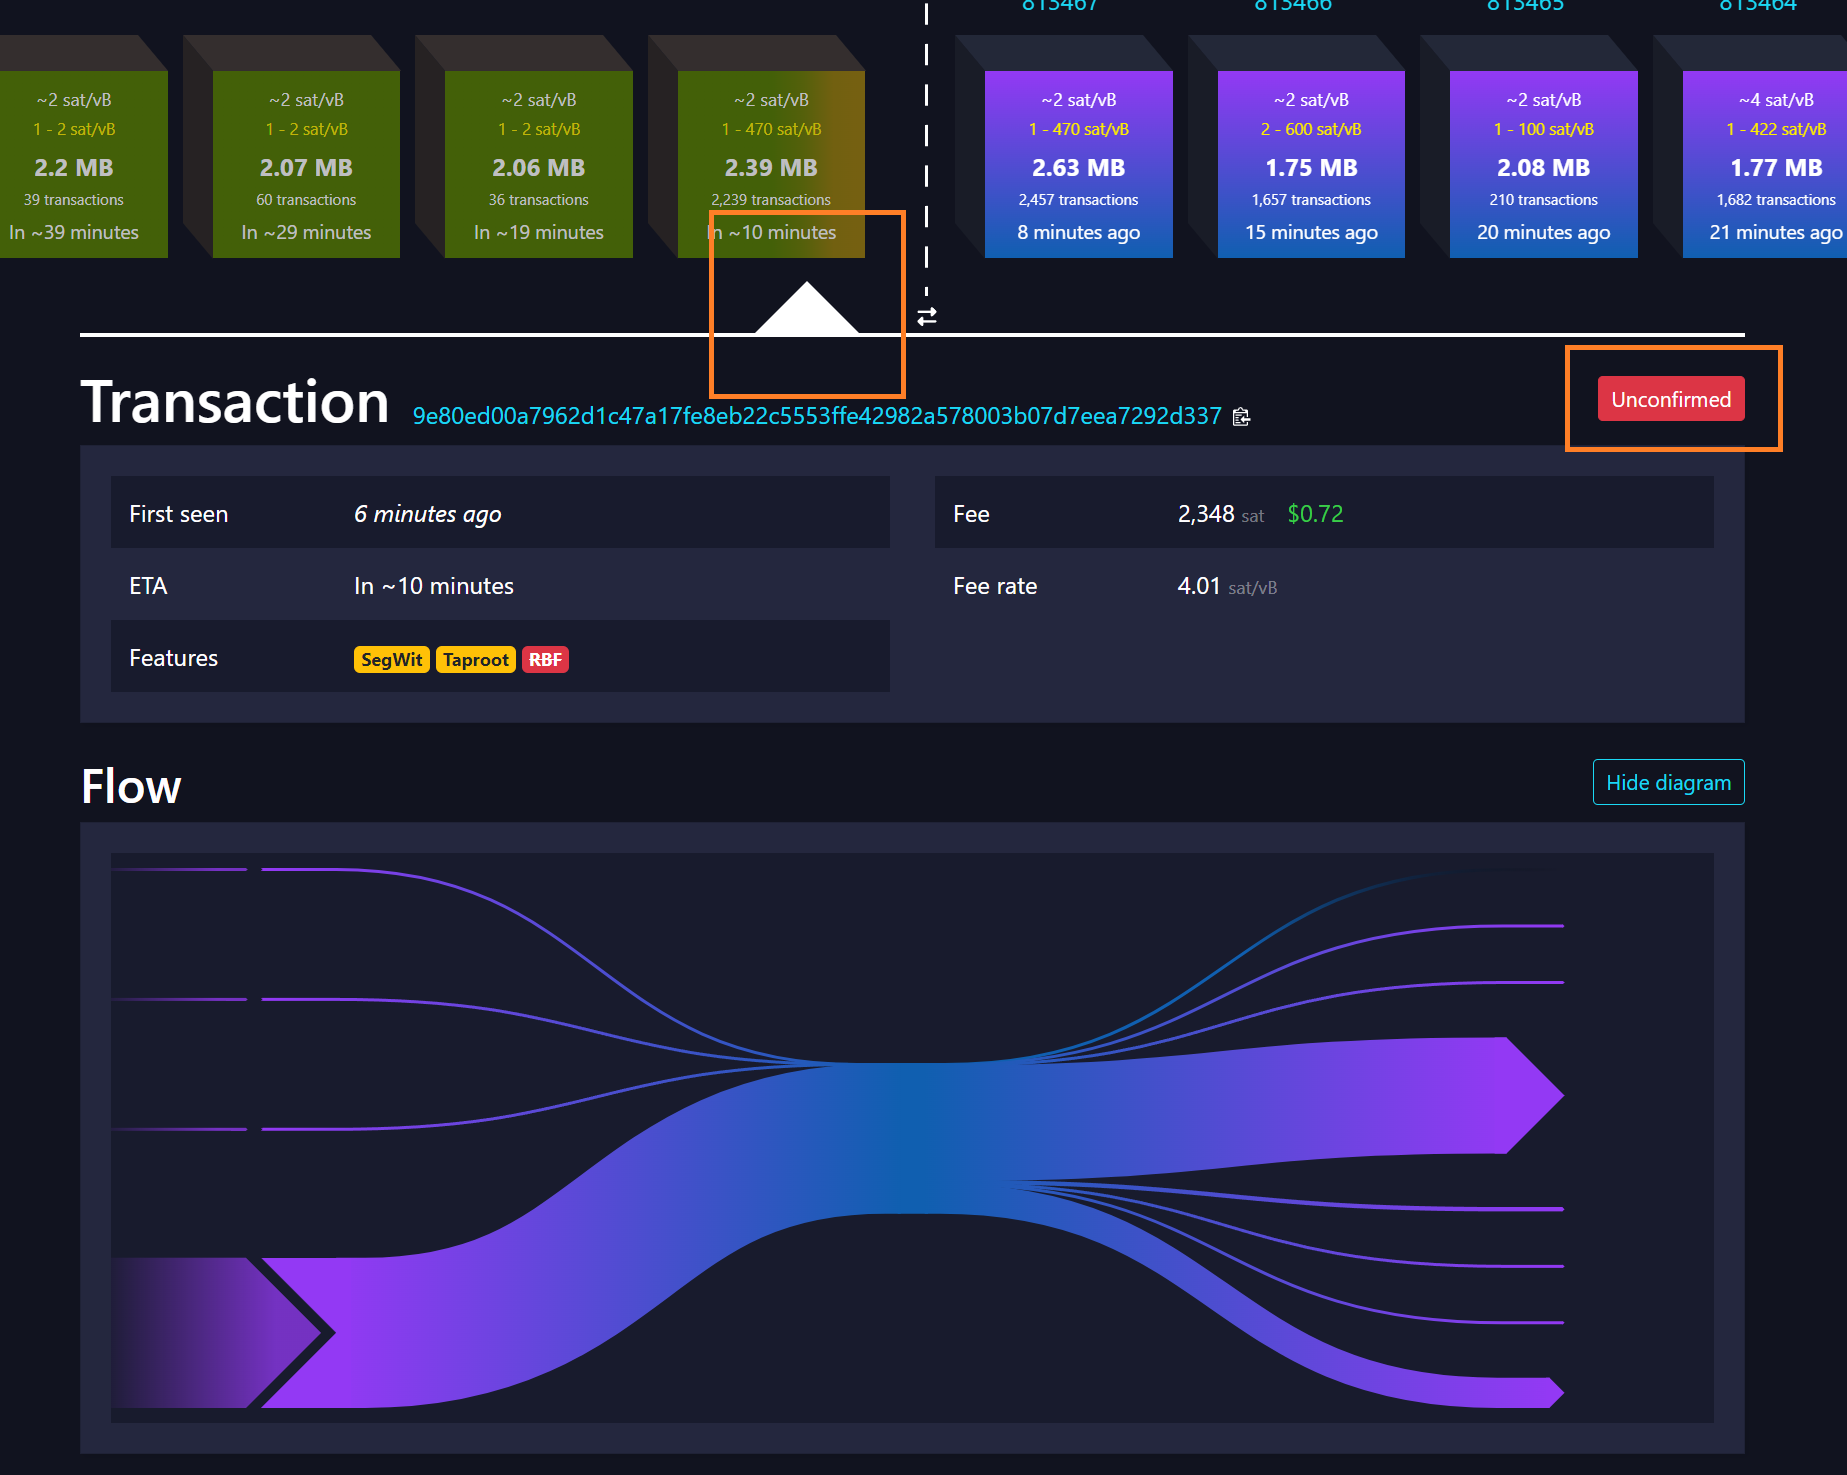 813467 813466 813465 813464
~2 sat/vB ~2 sat/vB ~2 sat/vB ~2 sat/vB ~2 sat/vB ~2 sat/vB ~2 sat/vB ~4 sat/vB
1 - 2 sat/vB 1 - 2 sat/vB 1 - 2 sat/vB 1 - 470 sat/vB 1 - 470 sat/vB 2 - 600 sat/vB 1 - 100 sat/vB 1 - 422 sat/vB
2.2 MB 2.07 MB 2.06 MB 2.39 MB 2.63 MB 1.75 MB 2.08 MB 1.77 MB
39 transactions 60 transactions 36 transactions 2,239 transactions 2,457 transactions 1,657 transactions 210 transactions 1,682 transactions
In ~39 minutes In ~29 minutes In ~19 minutes In ~10 minutes 8 minutes ago 15 minutes ago 20 minutes ago 21 minutes ago
Transaction 9e80ed00a7962d1c47a17fe8eb22c5553ffe42982a578003b07d7eea7292d337 Unconfirmed
First seen 6 minutes ago Fee 2,348 sat $0.72
ETA In ~10 minutes Fee rate 4.01 sat/vB
Features SegWit Taproot RBF
Flow Hide diagram